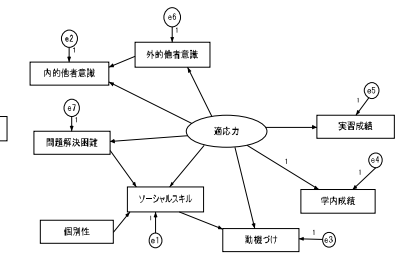 e6
1
e2
1
外的他者意識
内的他者意識
e7
1
e5
1
適応力
実習成績
問題解決困難
1
e4
1
ソーシャルスキル
学内成績
個別性
1
e1
動機づけ
1
e3